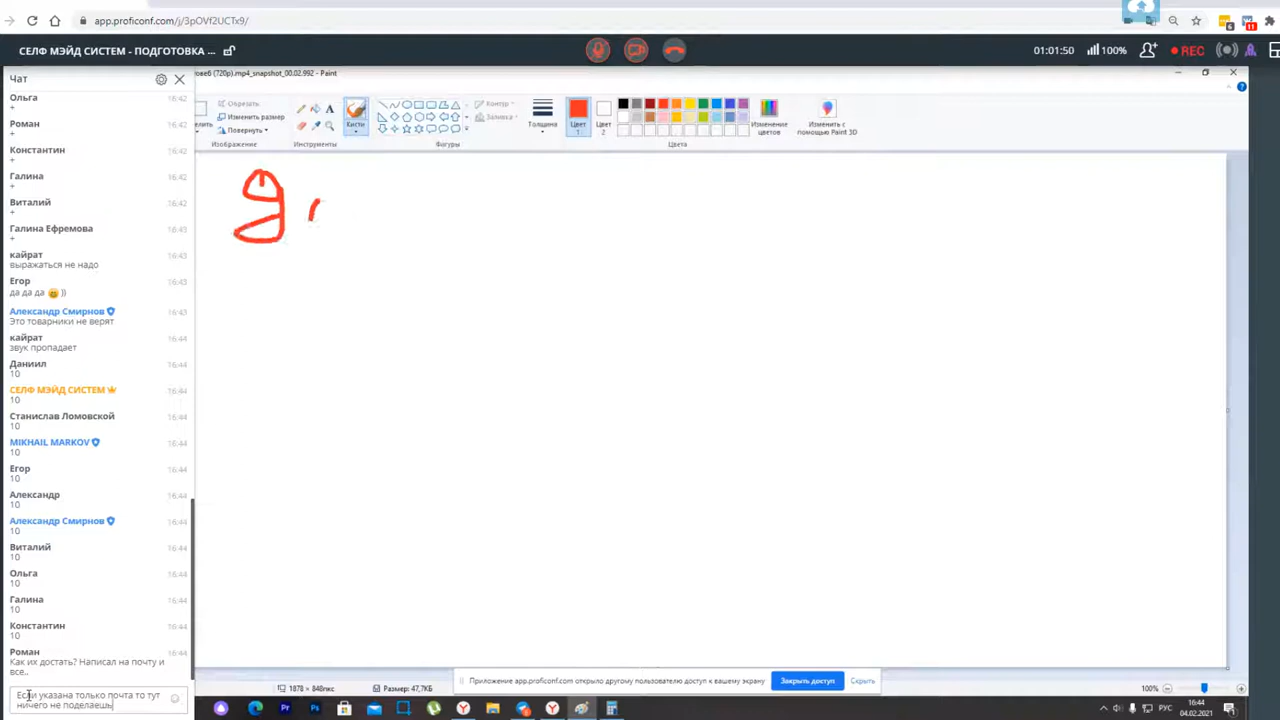 app.proficonf.com/j/3pOVf2UCTx9/
6
11
СЕЛФ МЭЙД СИСТЕМ - ПОДГОТОВКА ...
01:01:50
100%
REC
Чат
(720p).mp4_snapshot_00.02.992 - Paint
Обрезать
Изменить размер
Повернуть
Изображение
A
Инструменты
Кисти
Контур
Заливка
Фигуры
Толщина
Цвет 1
Цвет 2
Изменение цветов
Изменить с помощью Paint 3D
Цвета
Ольга 16:42
+
Роман 16:42
+
Константин 16:42
+
Галина 16:42
+
Виталий 16:42
+
Галина Ефремова 16:43
+
кайрат 16:43
выражаться не надо
Егор 16:43
да да да ))
Александр Смирнов 16:43
Это товарники не верят
кайрат 16:44
звук пропадает
Даниил 16:44
10
СЕЛФ МЭЙД СИСТЕМ 16:44
10
Станислав Ломовской 16:44
10
MIKHAIL MARKOV 16:44
10
Егор 16:44
10
Александр 16:44
10
Александр Смирнов 16:44
10
Виталий 16:44
10
Ольга 16:44
10
Галина 16:44
10
Константин 16:44
10
Роман 16:44
Как их достать? Написал на почту и
все..
Если указана только почта то тут
ничего не поделаешь
Приложение app.proficonf.com открыло другому пользователю доступ к вашему экрану
Закрыть доступ
Скрыть
1878 × 848пкс
Размер: 47,7КБ
100%
Pr
Ps
РУС
16:44
04.02.2021